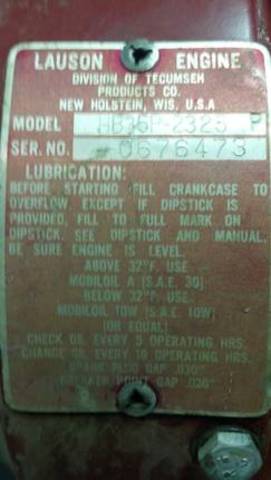 LAUSON ENGINE
DIVISION OF TECUMSEH
PRODUCTS CO.
NEW HOLSTEIN, WIS. U.S.A
MODEL HB35P-2325 P
SER. NO. 0676473
LUBRICATION:
BEFORE STARTING FILL CRANKCASE TO
OVERFLOW, EXCEPT IF DIPSTICK IS
PROVIDED, FILL TO FULL MARK ON
DIPSTICK. SEE DIPSTICK AND MANUAL.
BE SURE ENGINE IS LEVEL.
ABOVE 32°F. USE
MOBILOIL A (S.A.E. 30)
BELOW 32°F. USE
MOBILOIL 10W (S.A.E. 10W)
(OR EQUAL)
CHECK OIL EVERY 5 OPERATING HRS.
CHANGE OIL EVERY 10 OPERATING HRS.
SPARK PLUG GAP .030"
BREAKER POINT GAP .020"